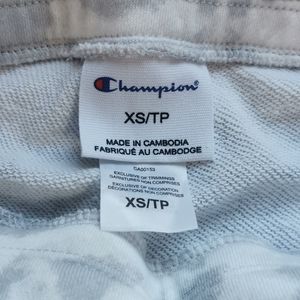 Champion
XS/TP
MADE IN CAMBODIA
FABRIQUÉ AU CAMBODGE
CA00153
EXCLUSIVE OF TRIMMINGS
GARNITURES NON COMPRISES
EXCLUSIVE OF DECORATION
DÉCORATIONS NON COMPRISES
XS/TP